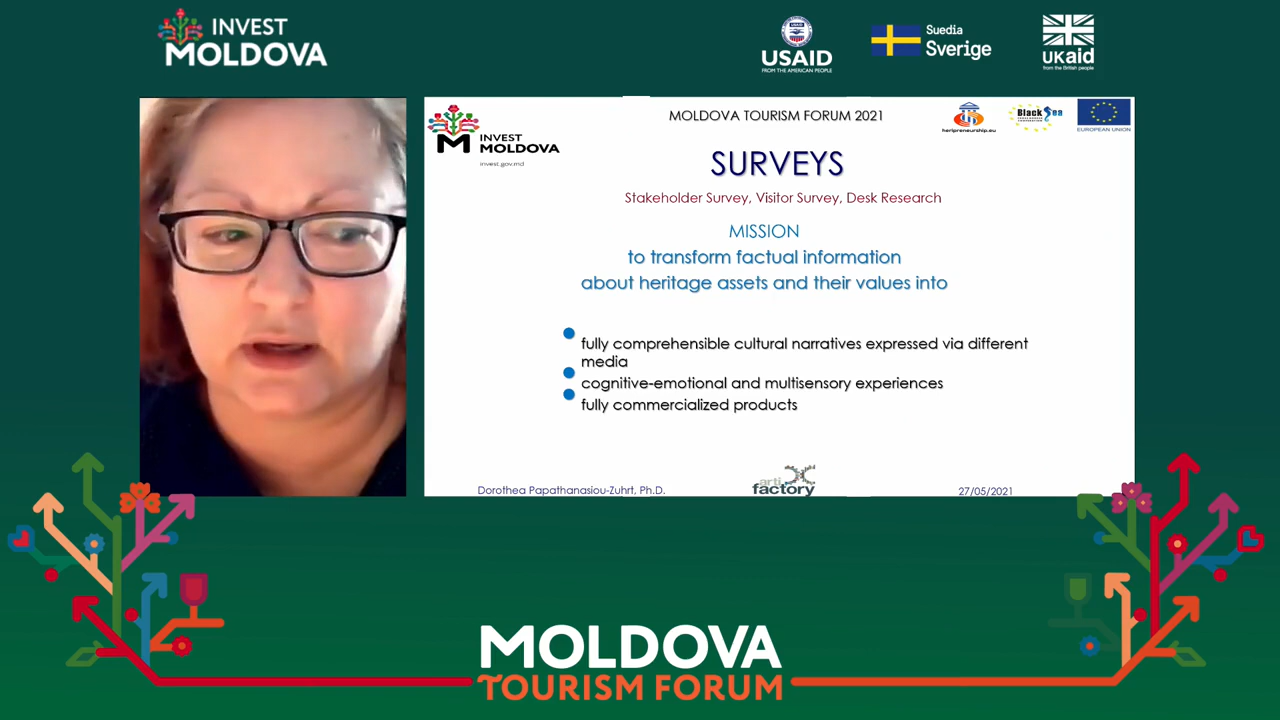 INVEST
MOLDOVA
USAID
FROM THE AMERICAN PEOPLE
Suedia
Sverige
UKaid
from the British people
INVEST
MOLDOVA
invest.gov.md
MOLDOVA TOURISM FORUM 2021
heripreneurship.eu
Black Sea
EUROPEAN UNION
SURVEYS
Stakeholder Survey, Visitor Survey, Desk Research
MISSION
to transform factual information
about heritage assets and their values into
fully comprehensible cultural narratives expressed via different
media
cognitive-emotional and multisensory experiences
fully commercialized products
Dorothea Papathanasiou-Zuhrt, Ph.D.
arti
factory
27/05/2021
MOLDOVA
TOURISM FORUM